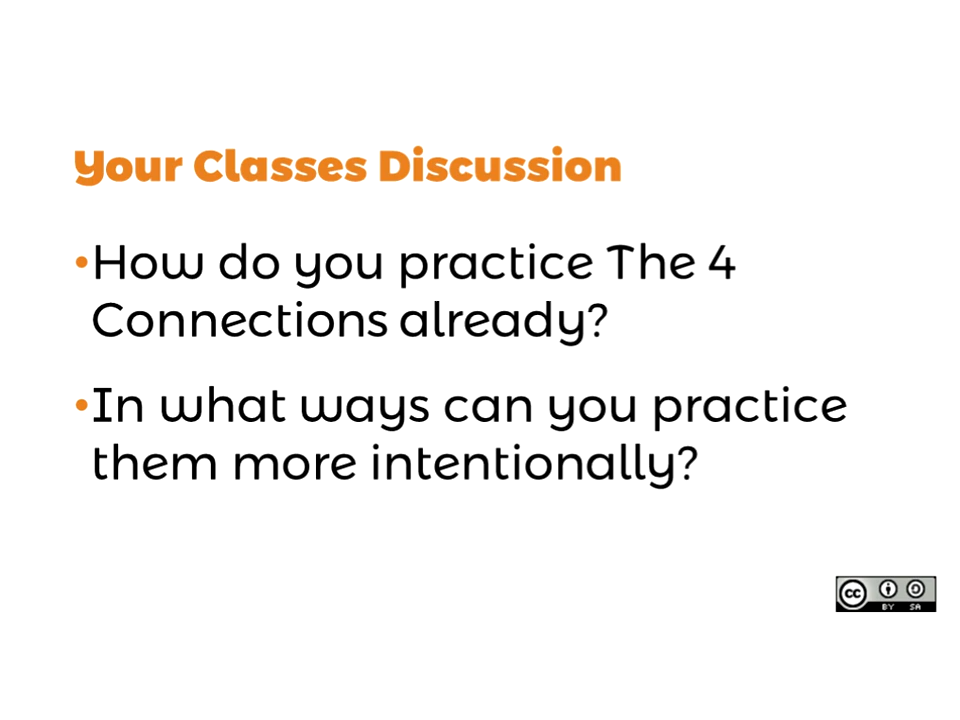 Your Classes Discussion
•How do you practice The 4
Connections already?
•In what ways can you practice
them more intentionally?
cc BY SA